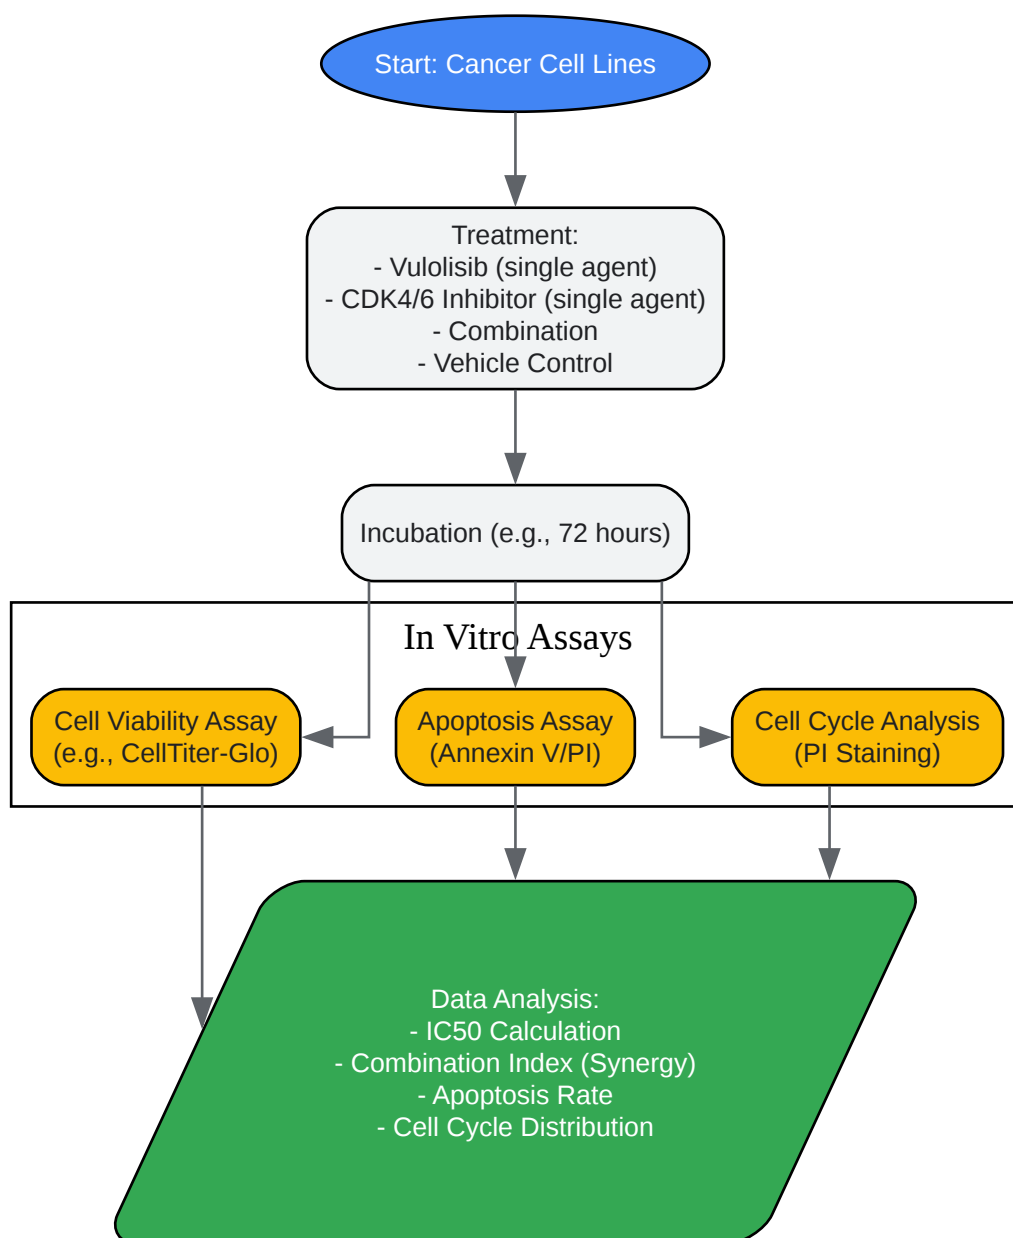 Start: Cancer Cell Lines
Treatment:
- Vulolisib (single agent)
- CDK4/6 Inhibitor (single agent)
- Combination
- Vehicle Control
Incubation (e.g., 72 hours)
In Vitro Assays
Cell Viability Assay
(e.g., CellTiter-Glo)
Apoptosis Assay
(Annexin V/PI)
Cell Cycle Analysis
(PI Staining)
Data Analysis:
- IC50 Calculation
- Combination Index (Synergy)
- Apoptosis Rate
- Cell Cycle Distribution